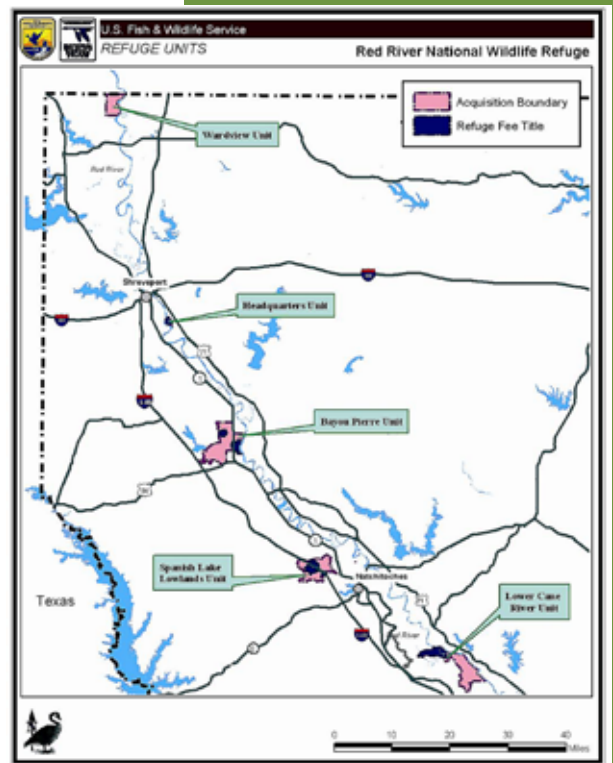 U.S. Fish & Wildlife Service
REFUGE UNITS
Red River National Wildlife Refuge
Acquisition Boundary
Refuge Fee Title
Wardview Unit
Red River
Shreveport
Headquarters Unit
1
Bayou Pierre Unit
Spanish Lake
Lowlands Unit
Natchitoches
Texas
Lower Cane
River Unit
River
0 10 20 30 40
Miles